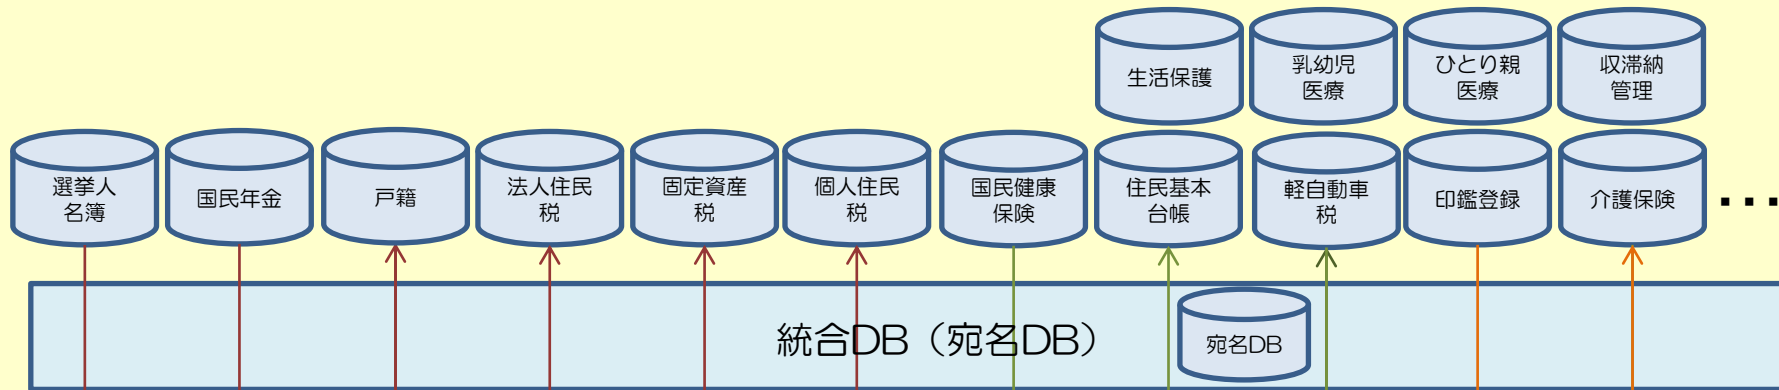 生活保護
乳幼児
医療
ひとり親
医療
収滞納
管理
選挙人
名簿
国民年金
戸籍
法人住民
税
固定資産
税
個人住民
税
国民健康
保険
住民基本
台帳
軽自動車
税
印鑑登録
介護保険
…
統合DB（宛名DB）
宛名DB